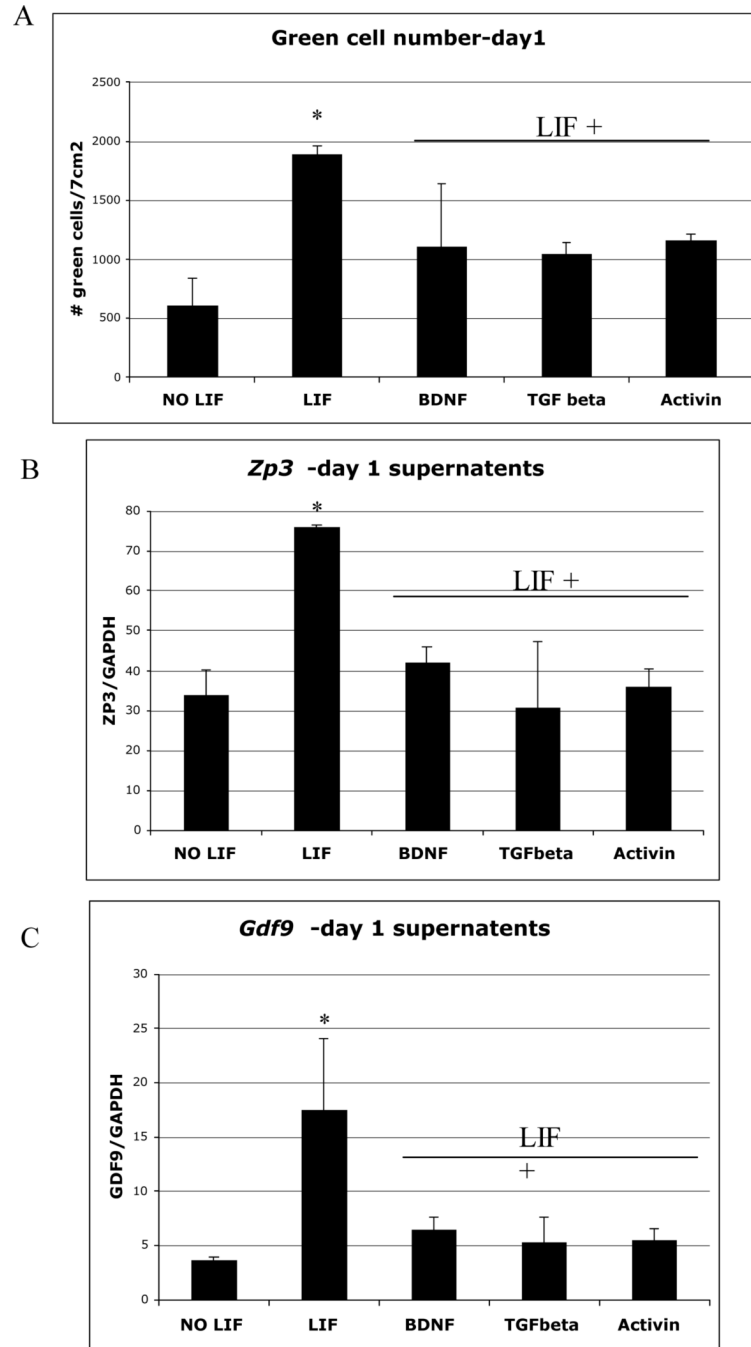 A
Green cell number-day1
# green cells/7cm2
2500
2000
1500
1000
500
0
*
LIF +
NO LIF LIF BDNF TGF beta Activin
B
Zp3 -day 1 supernatents
ZP3/GAPDH
80
70
60
50
40
30
20
10
0
*
LIF +
NO LIF LIF BDNF TGFbeta Activin
C
Gdf9 -day 1 supernatents
GDF9/GAPDH
30
25
20
15
10
5
0
*
LIF
+
NO LIF LIF BDNF TGFbeta Activin